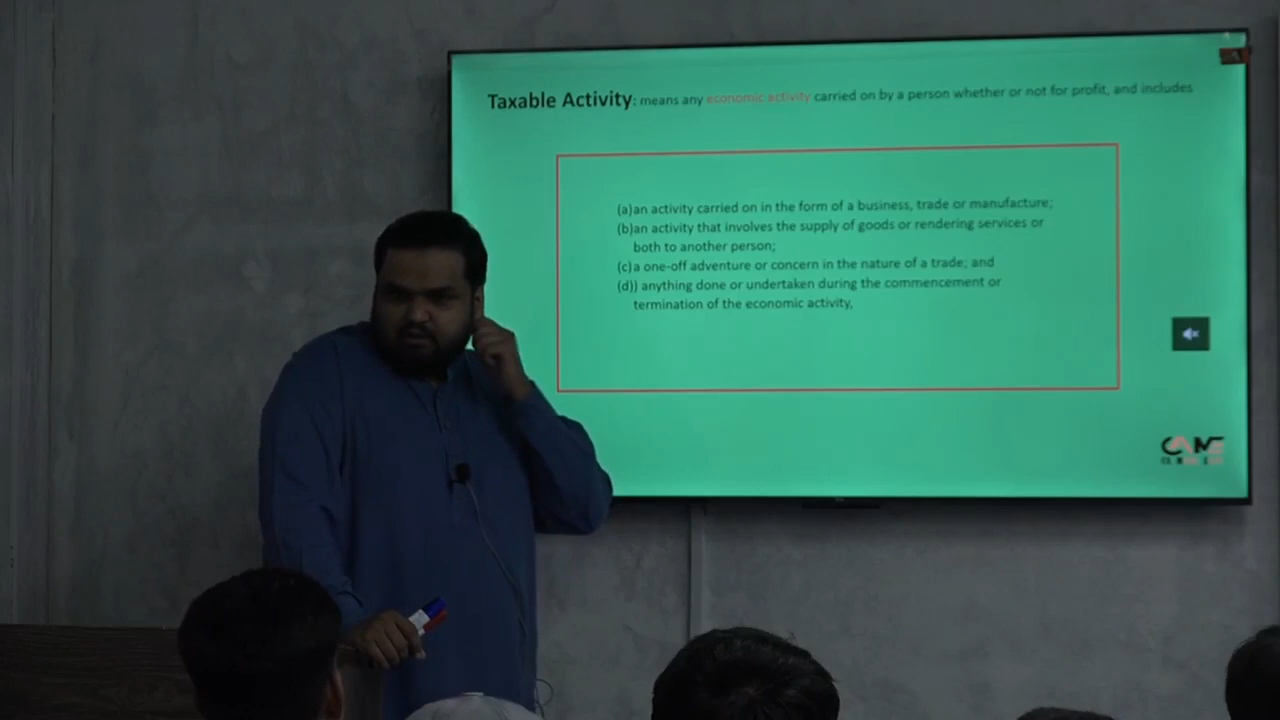 Taxable Activity: means any economic activity carried on by a person whether or not for profit, and includes
(a)an activity carried on in the form of a business, trade or manufacture;
(b)an activity that involves the supply of goods or rendering services or
both to another person;
(c)a one-off adventure or concern in the nature of a trade; and
(d)) anything done or undertaken during the commencement or
termination of the economic activity,